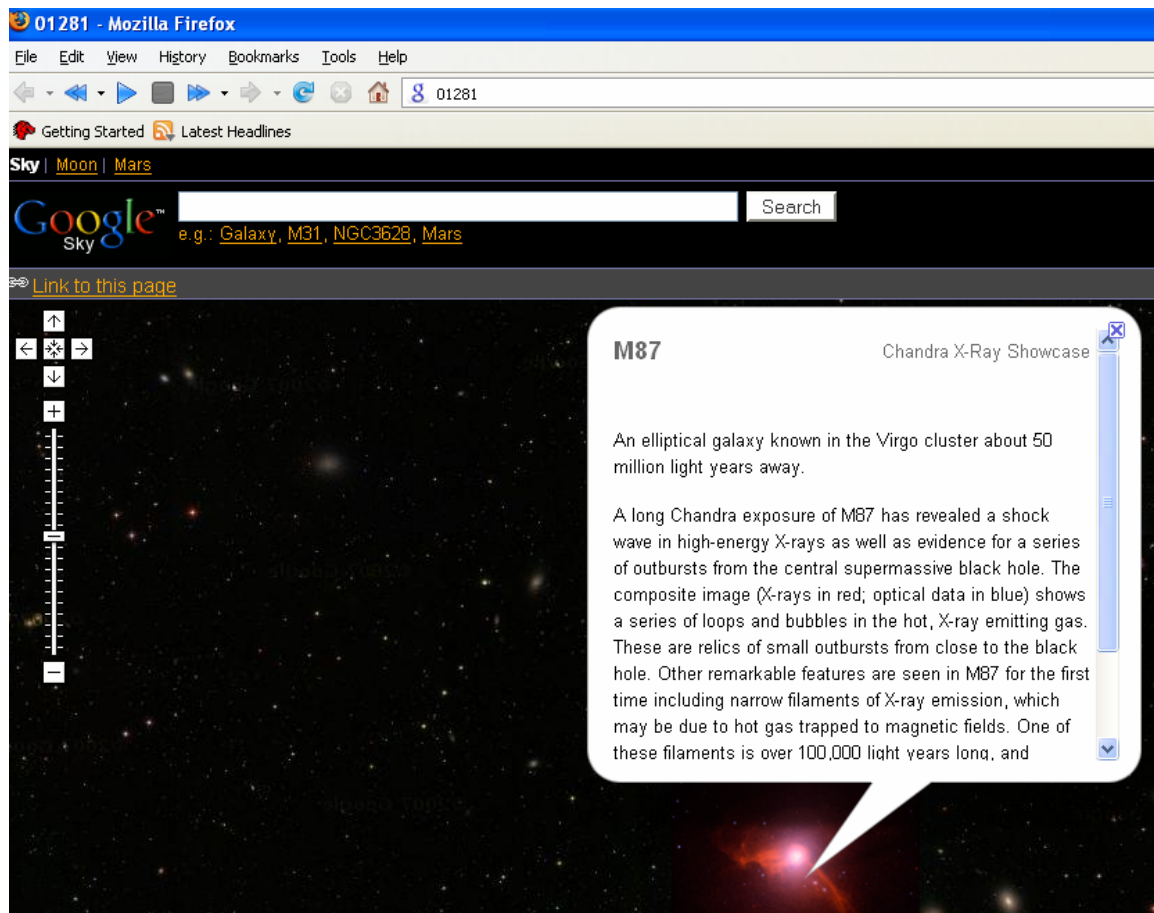 01281 - Mozilla Firefox
File Edit View History Bookmarks Tools Help
01281
Getting Started Latest Headlines
Sky | Moon | Mars
Google™ Search
Sky
e.g.: Galaxy, M31, NGC3628, Mars
Link to this page
M87 Chandra X-Ray Showcase
An elliptical galaxy known in the Virgo cluster about 50
million light years away.
A long Chandra exposure of M87 has revealed a shock
wave in high-energy X-rays as well as evidence for a series
of outbursts from the central supermassive black hole. The
composite image (X-rays in red; optical data in blue) shows
a series of loops and bubbles in the hot, X-ray emitting gas.
These are relics of small outbursts from close to the black
hole. Other remarkable features are seen in M87 for the first
time including narrow filaments of X-ray emission, which
may be due to hot gas trapped to magnetic fields. One of
these filaments is over 100,000 light years long, and